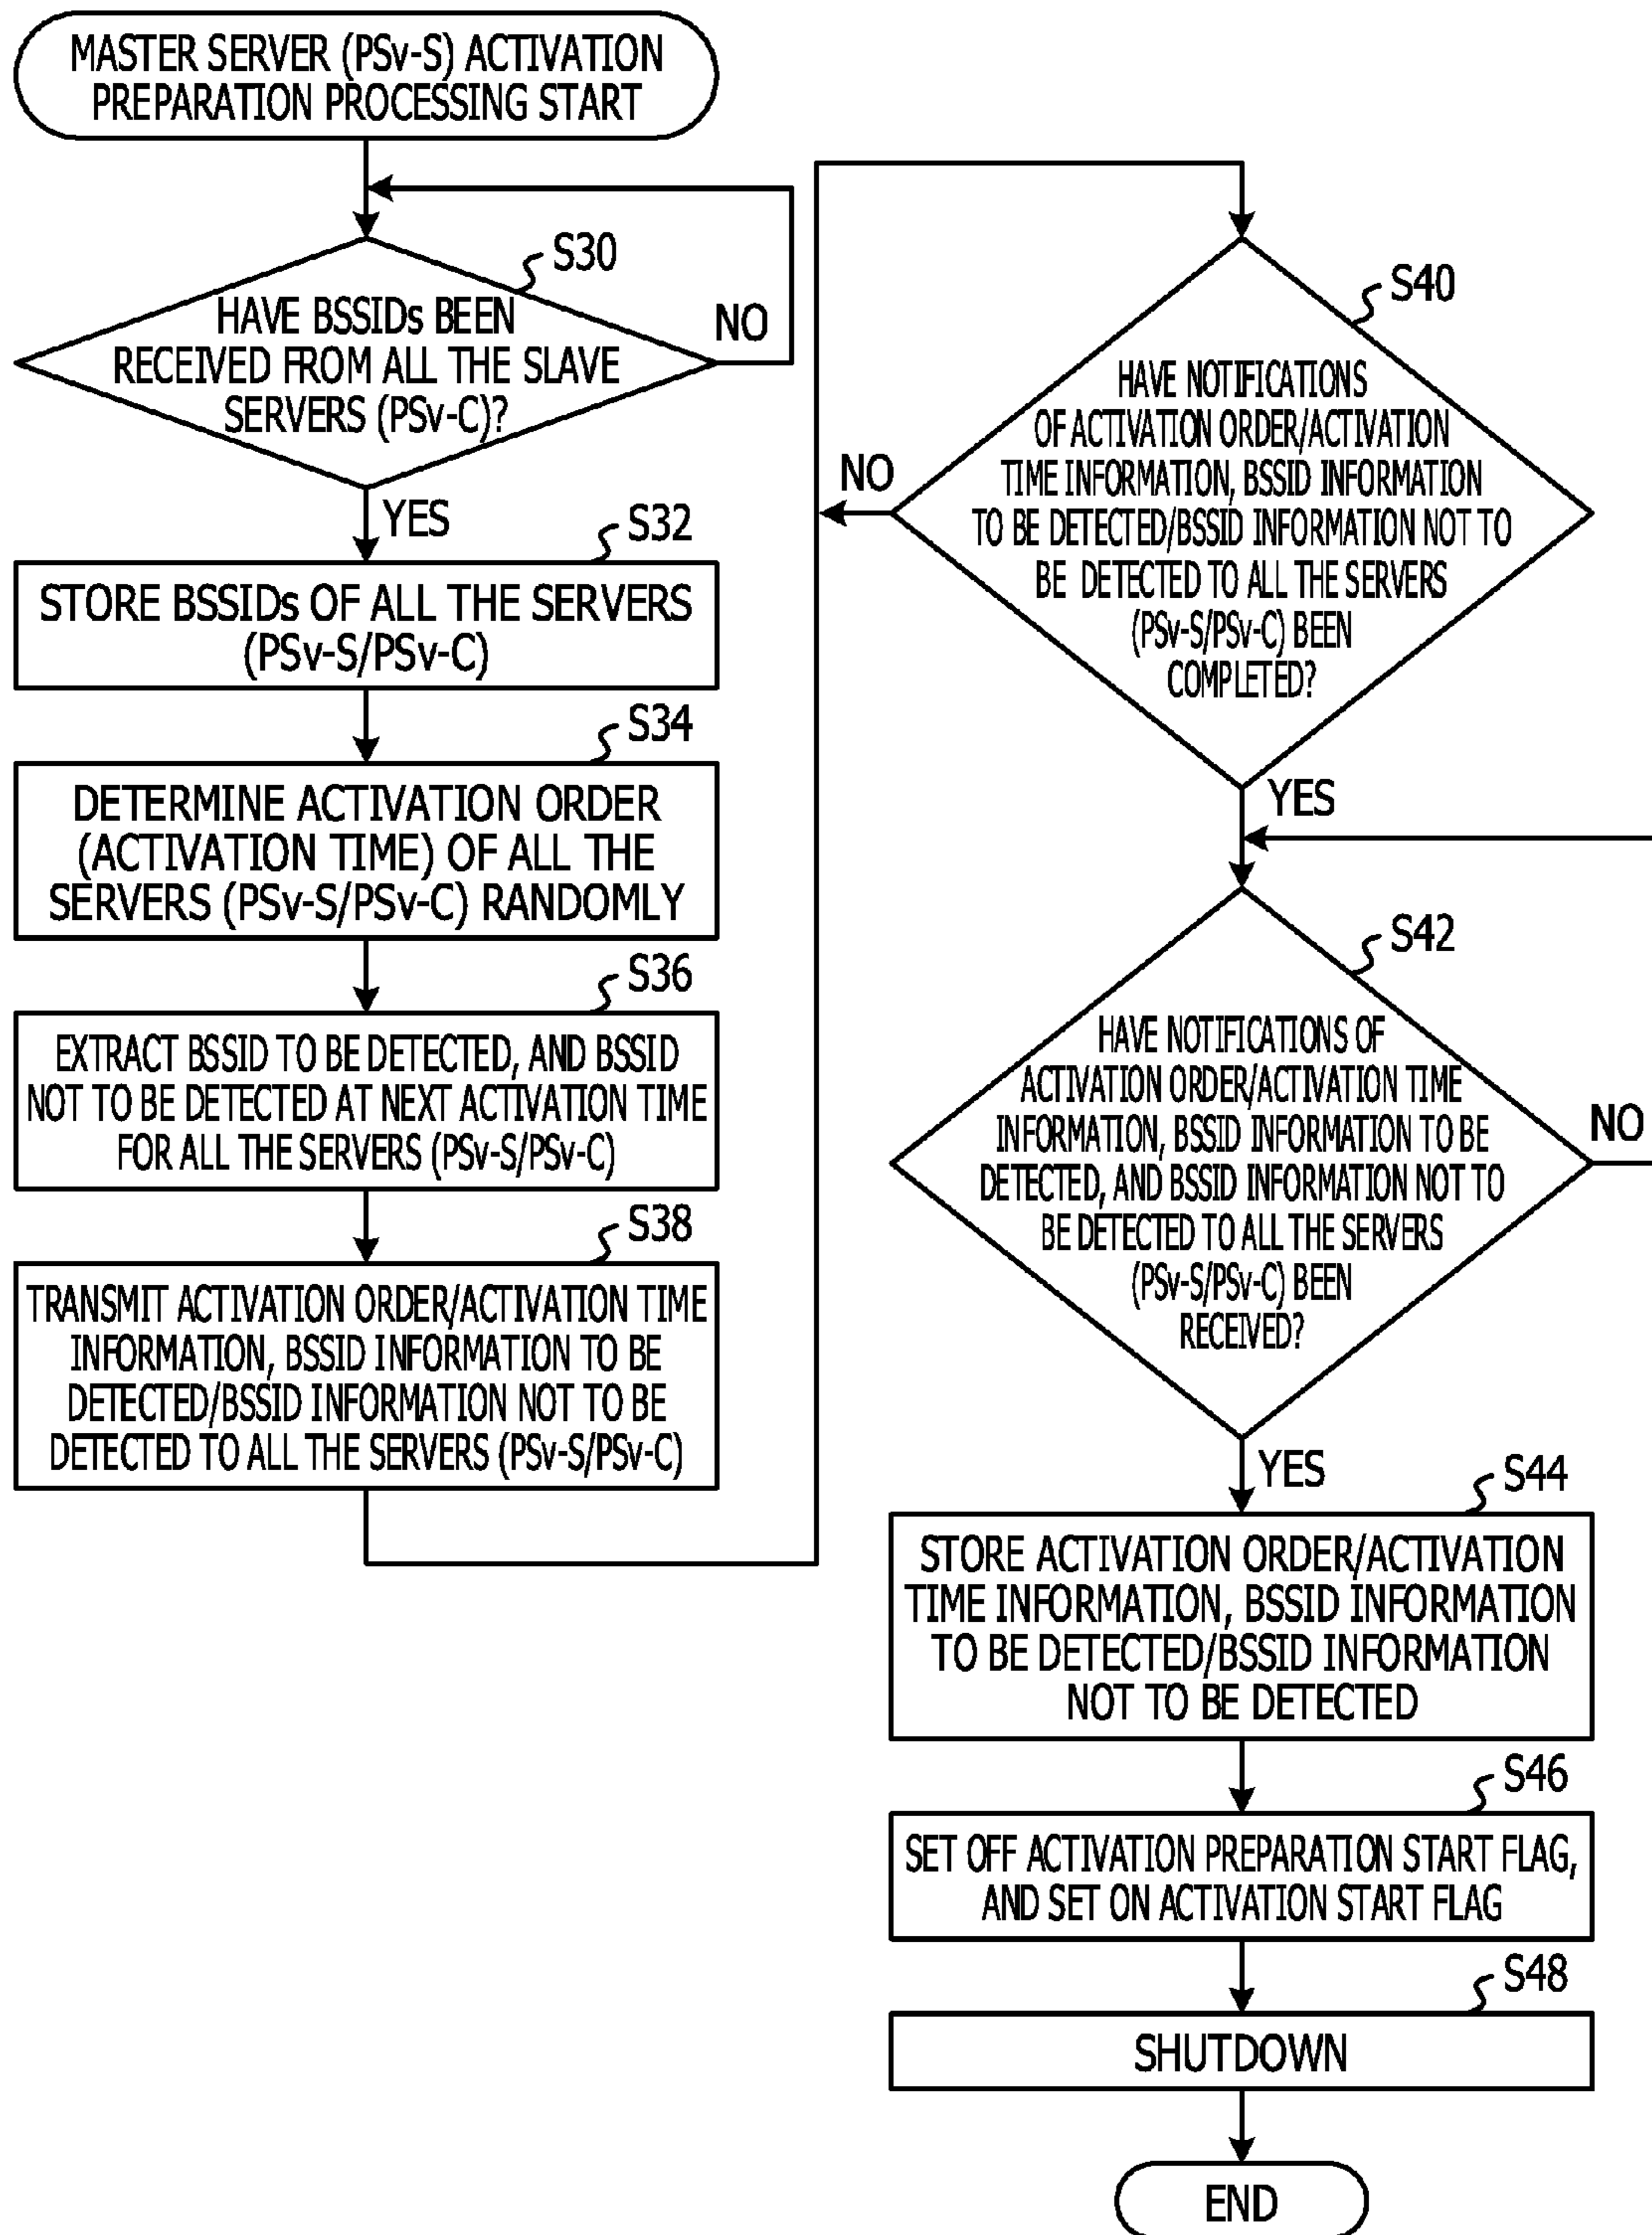 MASTER SERVER (PSv-S) ACTIVATION
PREPARATION PROCESSING START
S30
HAVE BSSIDs BEEN
RECEIVED FROM ALL THE SLAVE
SERVERS (PSv-C)?
NO
YES
S32
STORE BSSIDs OF ALL THE SERVERS
(PSv-S/PSv-C)
S34
DETERMINE ACTIVATION ORDER
(ACTIVATION TIME) OF ALL THE
SERVERS (PSv-S/PSv-C) RANDOMLY
S36
EXTRACT BSSID TO BE DETECTED, AND BSSID
NOT TO BE DETECTED AT NEXT ACTIVATION TIME
FOR ALL THE SERVERS (PSv-S/PSv-C)
S38
TRANSMIT ACTIVATION ORDER/ACTIVATION TIME
INFORMATION, BSSID INFORMATION TO BE
DETECTED/BSSID INFORMATION NOT TO BE
DETECTED TO ALL THE SERVERS (PSv-S/PSv-C)
S40
HAVE NOTIFICATIONS
OF ACTIVATION ORDER/ACTIVATION
TIME INFORMATION, BSSID INFORMATION
TO BE DETECTED/BSSID INFORMATION NOT TO
BE DETECTED TO ALL THE SERVERS
(PSv-S/PSv-C) BEEN
COMPLETED?
NO
YES
S42
HAVE NOTIFICATIONS OF
ACTIVATION ORDER/ACTIVATION TIME
INFORMATION, BSSID INFORMATION TO BE
DETECTED, AND BSSID INFORMATION NOT TO
BE DETECTED TO ALL THE SERVERS
(PSv-S/PSv-C) BEEN
RECEIVED?
NO
YES
S44
STORE ACTIVATION ORDER/ACTIVATION
TIME INFORMATION, BSSID INFORMATION
TO BE DETECTED/BSSID INFORMATION
NOT TO BE DETECTED
S46
SET OFF ACTIVATION PREPARATION START FLAG,
AND SET ON ACTIVATION START FLAG
S48
SHUTDOWN
END